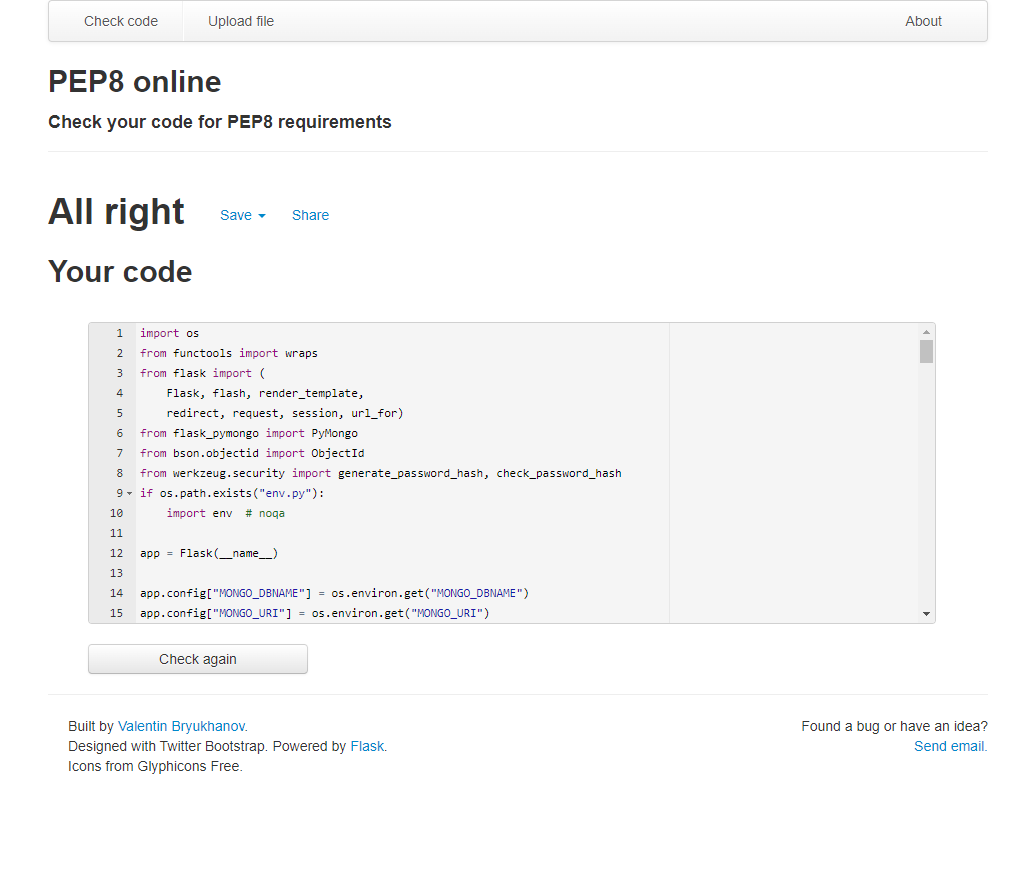 Check code Upload file About
PEP8 online
Check your code for PEP8 requirements
All right Save Share
Your code
1 import os
2 from functools import wraps
3 from flask import (
4     Flask, flash, render_template,
5     redirect, request, session, url_for)
6 from flask_pymongo import PyMongo
7 from bson.objectid import ObjectId
8 from werkzeug.security import generate_password_hash, check_password_hash
9 if os.path.exists("env.py"):
10     import env  # noqa
11
12 app = Flask(__name__)
13
14 app.config["MONGO_DBNAME"] = os.environ.get("MONGO_DBNAME")
15 app.config["MONGO_URI"] = os.environ.get("MONGO_URI")
Check again
Built by Valentin Bryukhanov. Found a bug or have an idea?
Designed with Twitter Bootstrap. Powered by Flask. Send email.
Icons from Glyphicons Free.